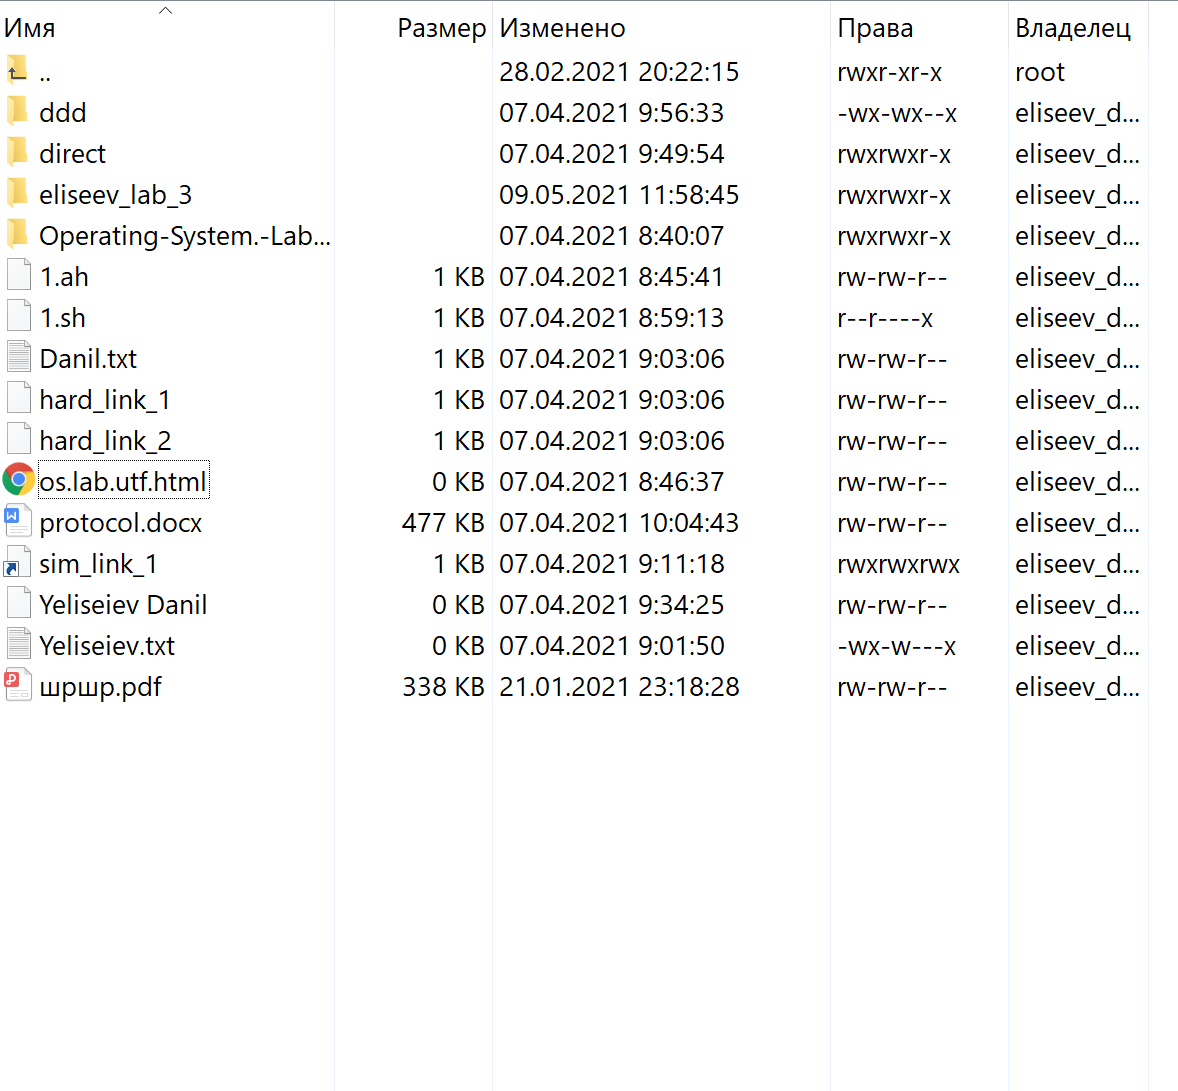 Имя Размер Изменено Права Владелец
.. 28.02.2021 20:22:15 rwxr-xr-x root
ddd 07.04.2021 9:56:33 -wx-wx--x eliseev_d...
direct 07.04.2021 9:49:54 rwxrwxr-x eliseev_d...
eliseev_lab_3 09.05.2021 11:58:45 rwxrwxr-x eliseev_d...
Operating-System.-Lab... 07.04.2021 8:40:07 rwxrwxr-x eliseev_d...
1.ah 1 KB 07.04.2021 8:45:41 rw-rw-r-- eliseev_d...
1.sh 1 KB 07.04.2021 8:59:13 r--r----x eliseev_d...
Danil.txt 1 KB 07.04.2021 9:03:06 rw-rw-r-- eliseev_d...
hard_link_1 1 KB 07.04.2021 9:03:06 rw-rw-r-- eliseev_d...
hard_link_2 1 KB 07.04.2021 9:03:06 rw-rw-r-- eliseev_d...
os.lab.utf.html 0 KB 07.04.2021 8:46:37 rw-rw-r-- eliseev_d...
protocol.docx 477 KB 07.04.2021 10:04:43 rw-rw-r-- eliseev_d...
sim_link_1 1 KB 07.04.2021 9:11:18 rwxrwxrwx eliseev_d...
Yeliseiev Danil 0 KB 07.04.2021 9:34:25 rw-rw-r-- eliseev_d...
Yeliseiev.txt 0 KB 07.04.2021 9:01:50 -wx-w---x eliseev_d...
шршр.pdf 338 KB 21.01.2021 23:18:28 rw-rw-r-- eliseev_d...